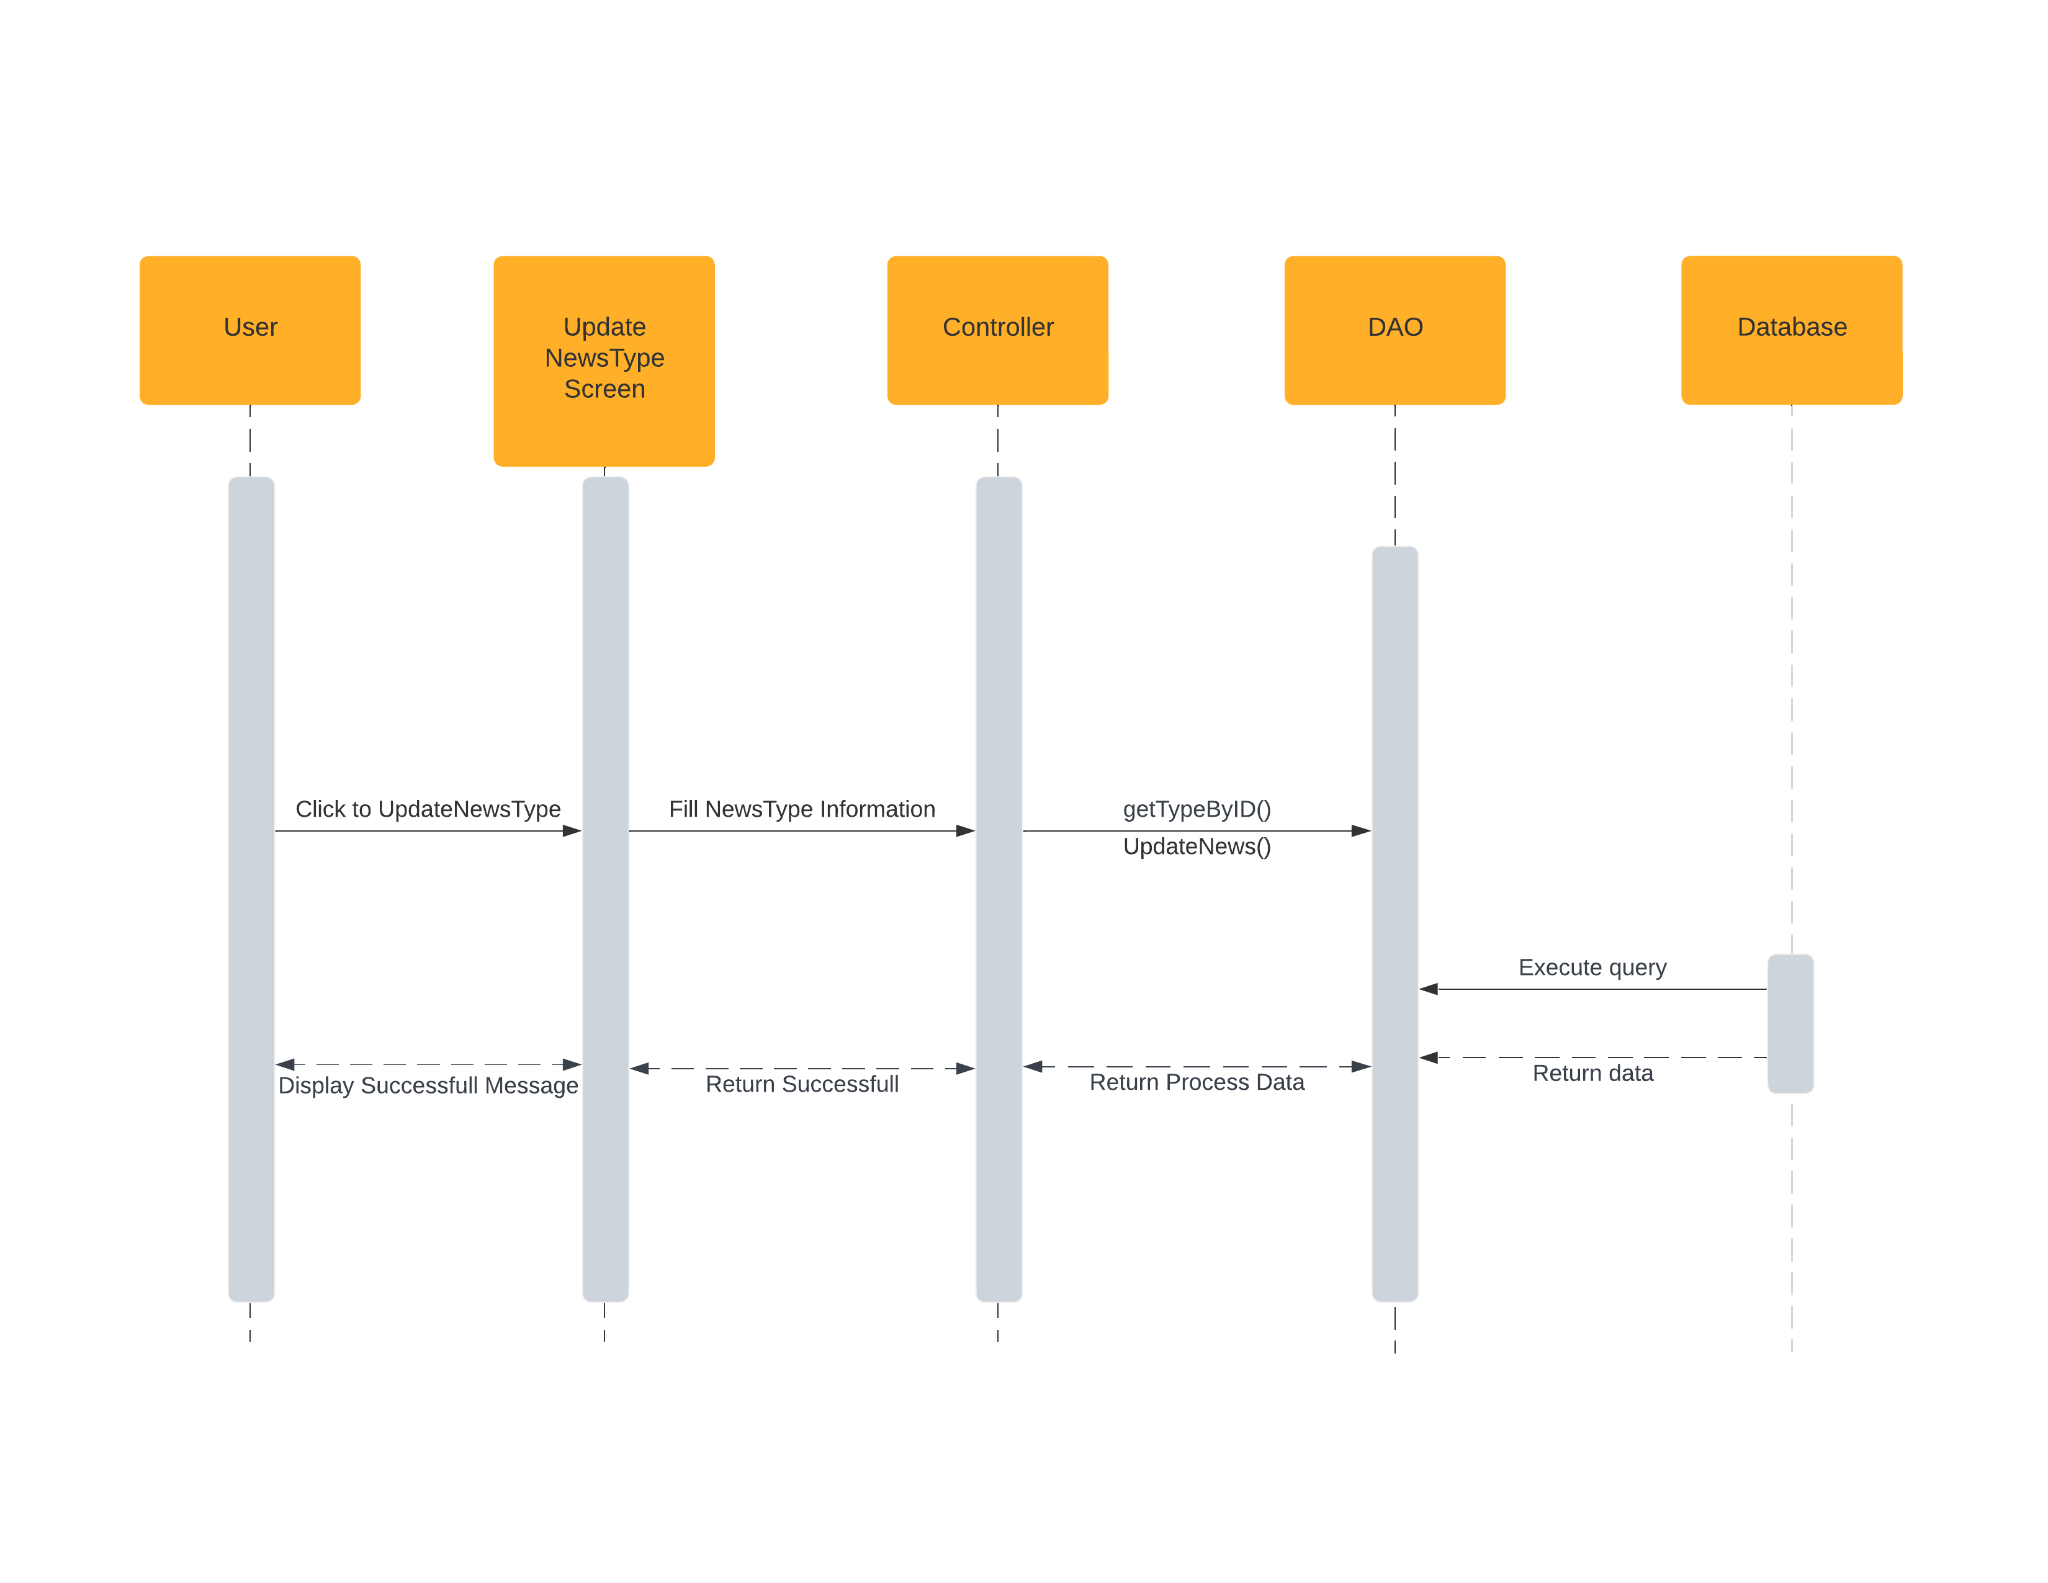 User
Update
NewsType
Screen
Controller
DAO
Database
Click to UpdateNewsType
Fill NewsType Information
getTypeByID()
UpdateNews()
Execute query
Display Successfull Message
Return Successfull
Return Process Data
Return data